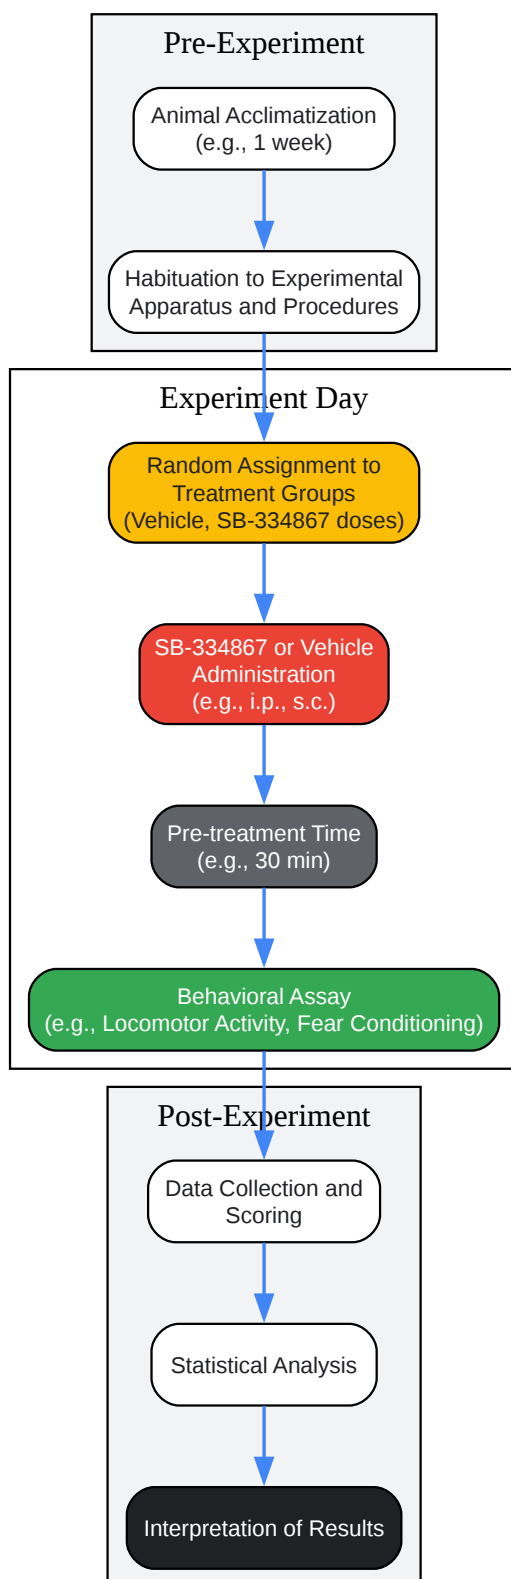 Pre-Experiment
Animal Acclimatization
(e.g., 1 week)
Habituation to Experimental
Apparatus and Procedures
Experiment Day
Random Assignment to
Treatment Groups
(Vehicle, SB-334867 doses)
SB-334867 or Vehicle
Administration
(e.g., i.p., s.c.)
Pre-treatment Time
(e.g., 30 min)
Behavioral Assay
(e.g., Locomotor Activity, Fear Conditioning)
Post-Experiment
Data Collection and
Scoring
Statistical Analysis
Interpretation of Results